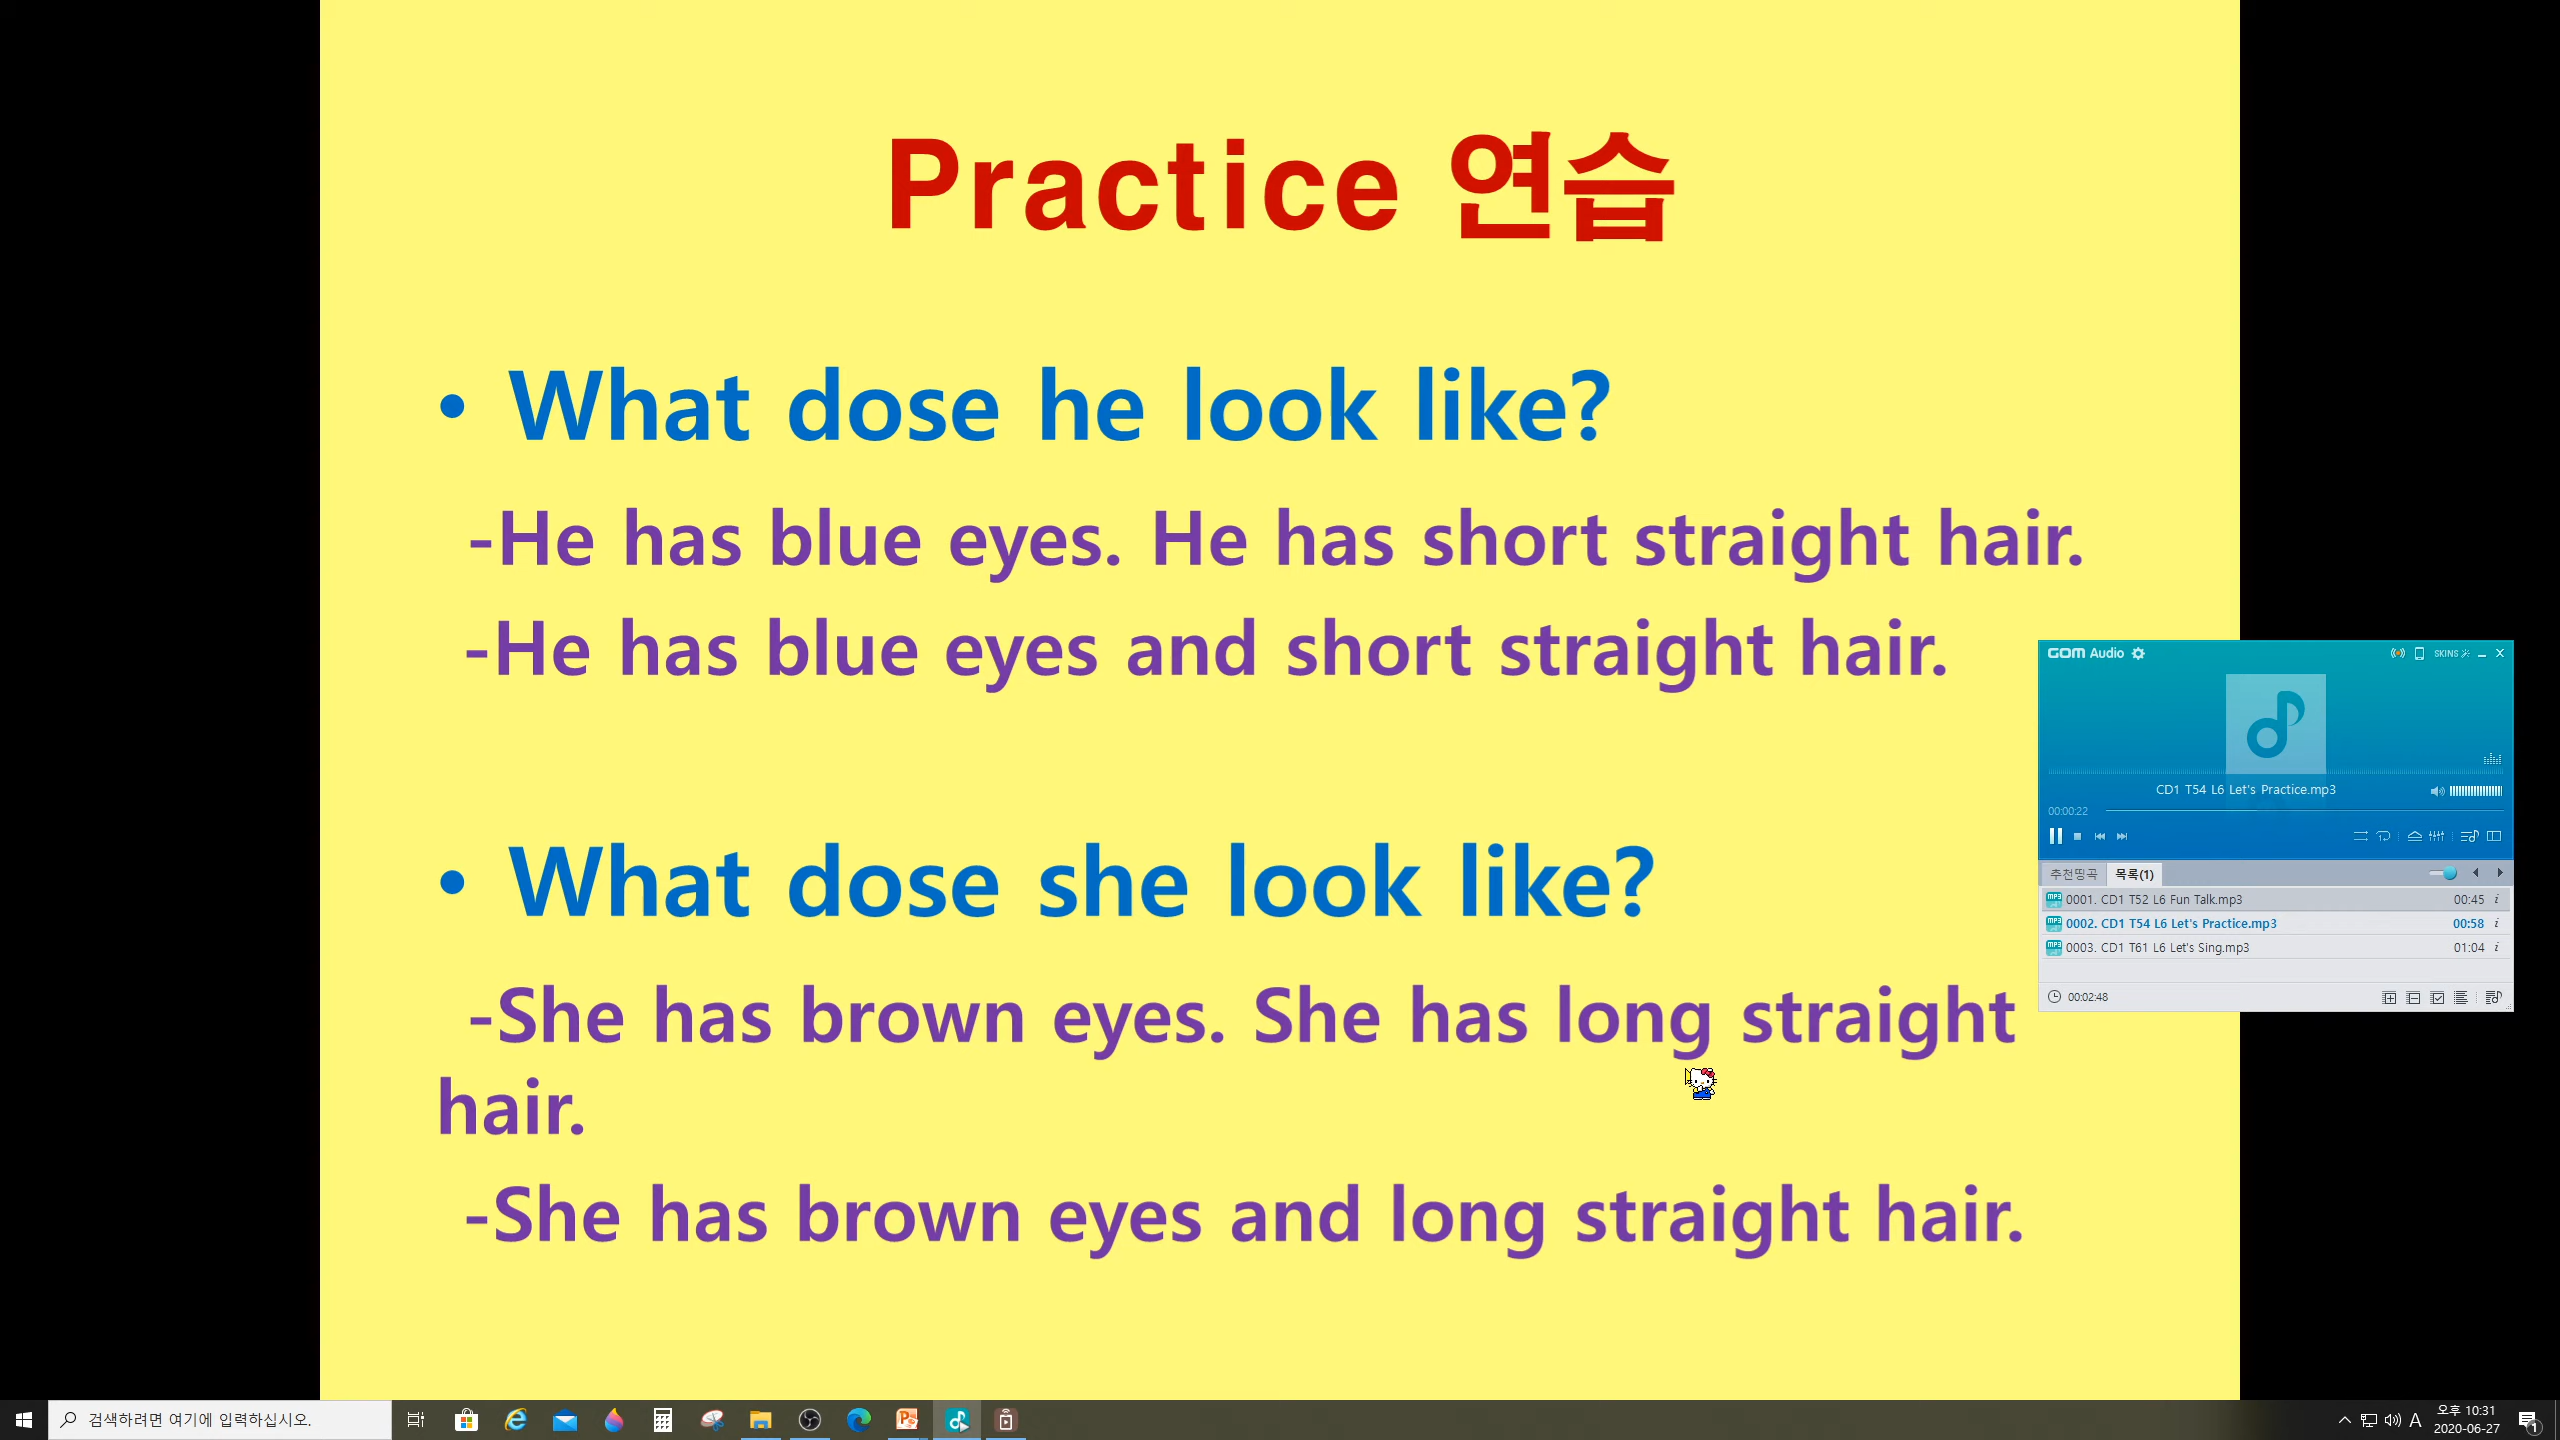 Practice 연습
• What dose he look like?
-He has blue eyes. He has short straight hair.
-He has blue eyes and short straight hair.
• What dose she look like?
-She has brown eyes. She has long straight
hair.
-She has brown eyes and long straight hair.
GOM Audio
SKINS
CD1 T54 L6 Let's Practice.mp3
00:00:22
추천띵곡 목록(1)
0001. CD1 T52 L6 Fun Talk.mp3 00:45
0002. CD1 T54 L6 Let's Practice.mp3 00:58
0003. CD1 T61 L6 Let's Sing.mp3 01:04
00:02:48
검색하려면 여기에 입력하십시오.
A
오후 10:31
2020-06-27
1